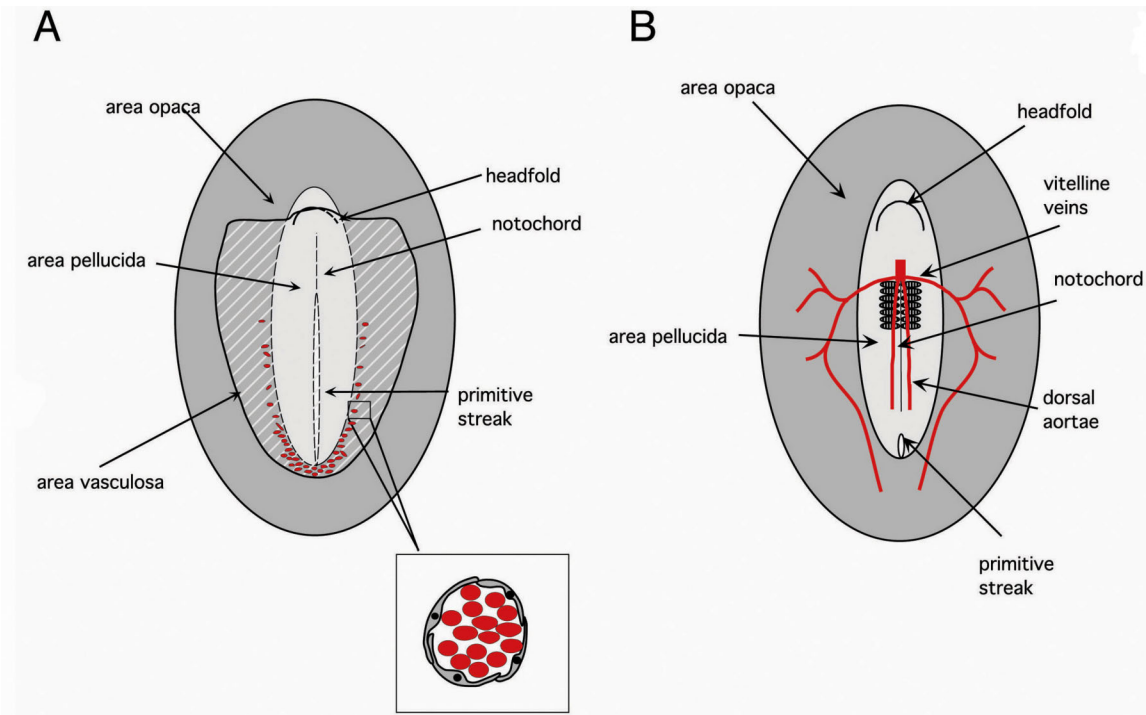 A
area opaca
headfold
notochord
area pellucida
primitive
streak
area vasculosa
B
area opaca
headfold
vitelline
veins
notochord
area pellucida
dorsal
aortae
primitive
streak